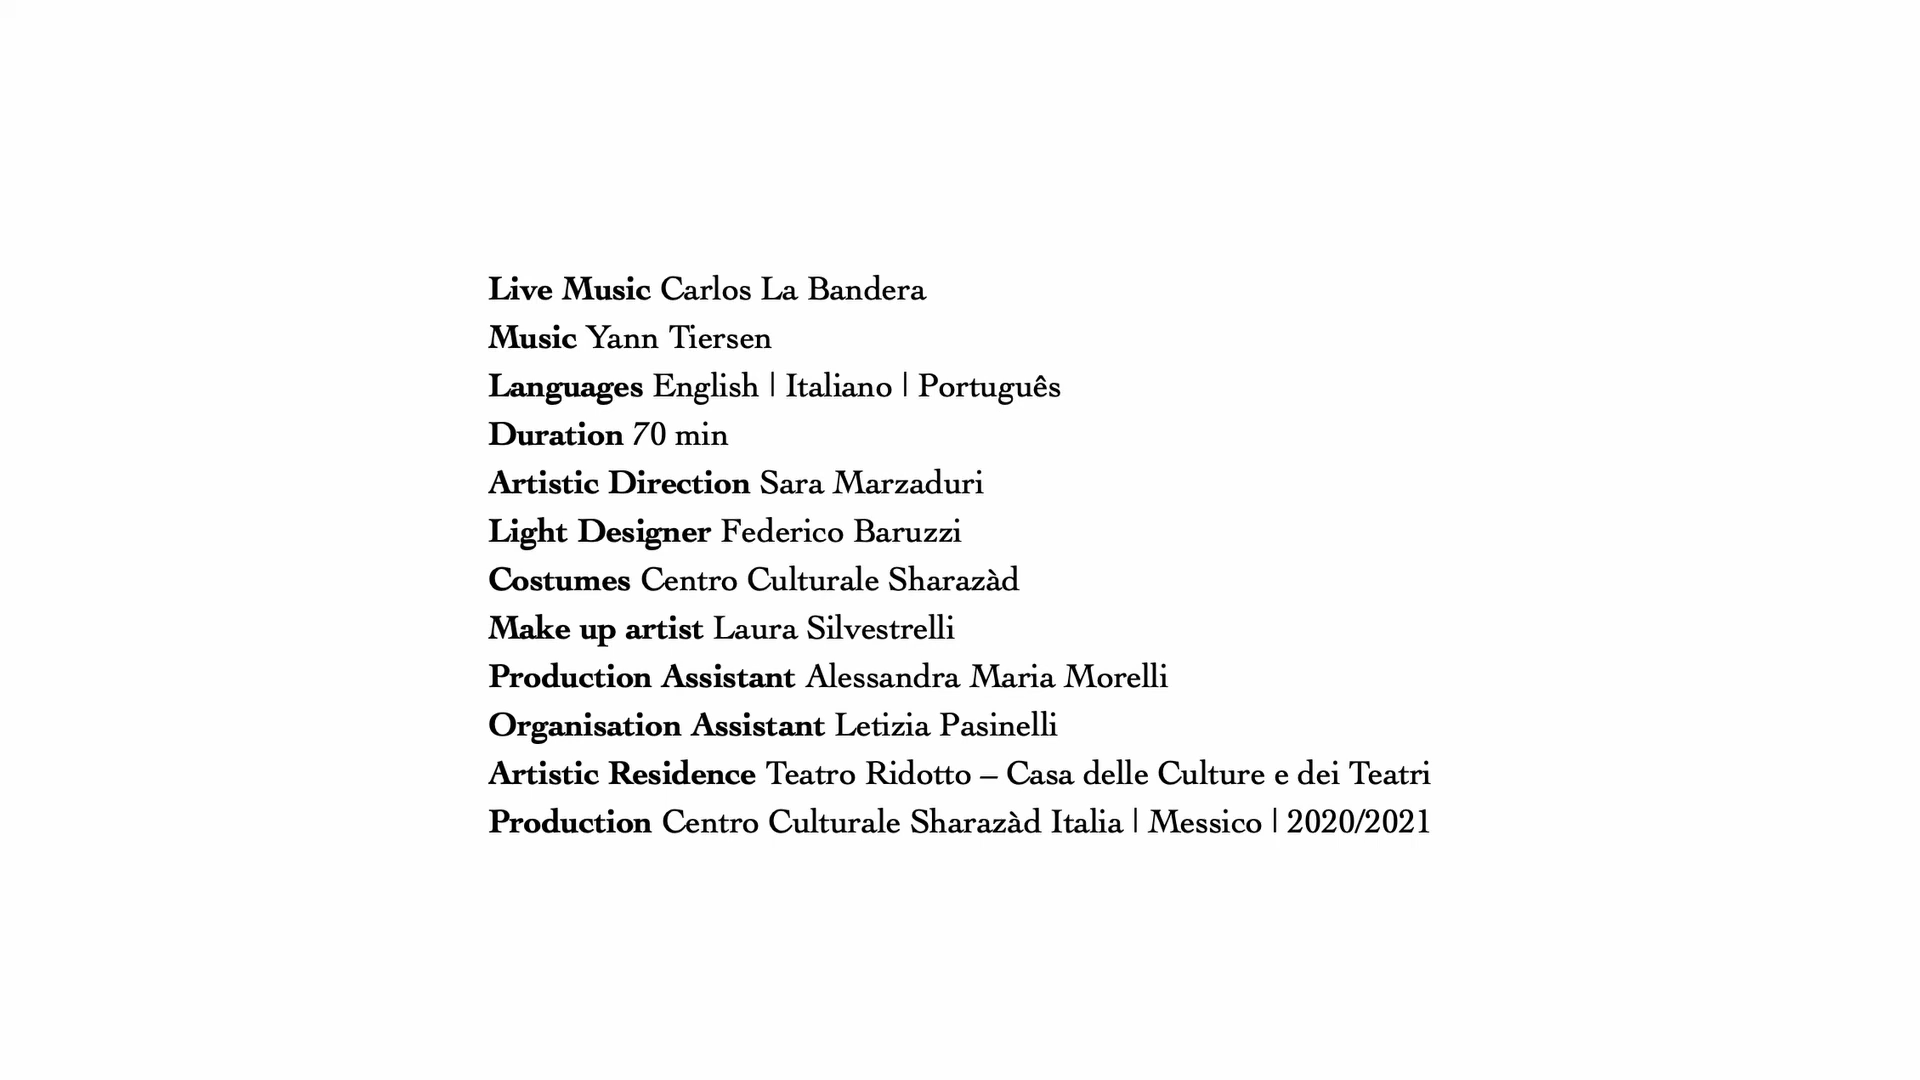 Live Music Carlos La Bandera
Music Yann Tiersen
Languages English | Italiano | Português
Duration 70 min
Artistic Direction Sara Marzaduri
Light Designer Federico Baruzzi
Costumes Centro Culturale Sharazàd
Make up artist Laura Silvestrelli
Production Assistant Alessandra Maria Morelli
Organisation Assistant Letizia Pasinelli
Artistic Residence Teatro Ridotto – Casa delle Culture e dei Teatri
Production Centro Culturale Sharazàd Italia | Messico | 2020/2021